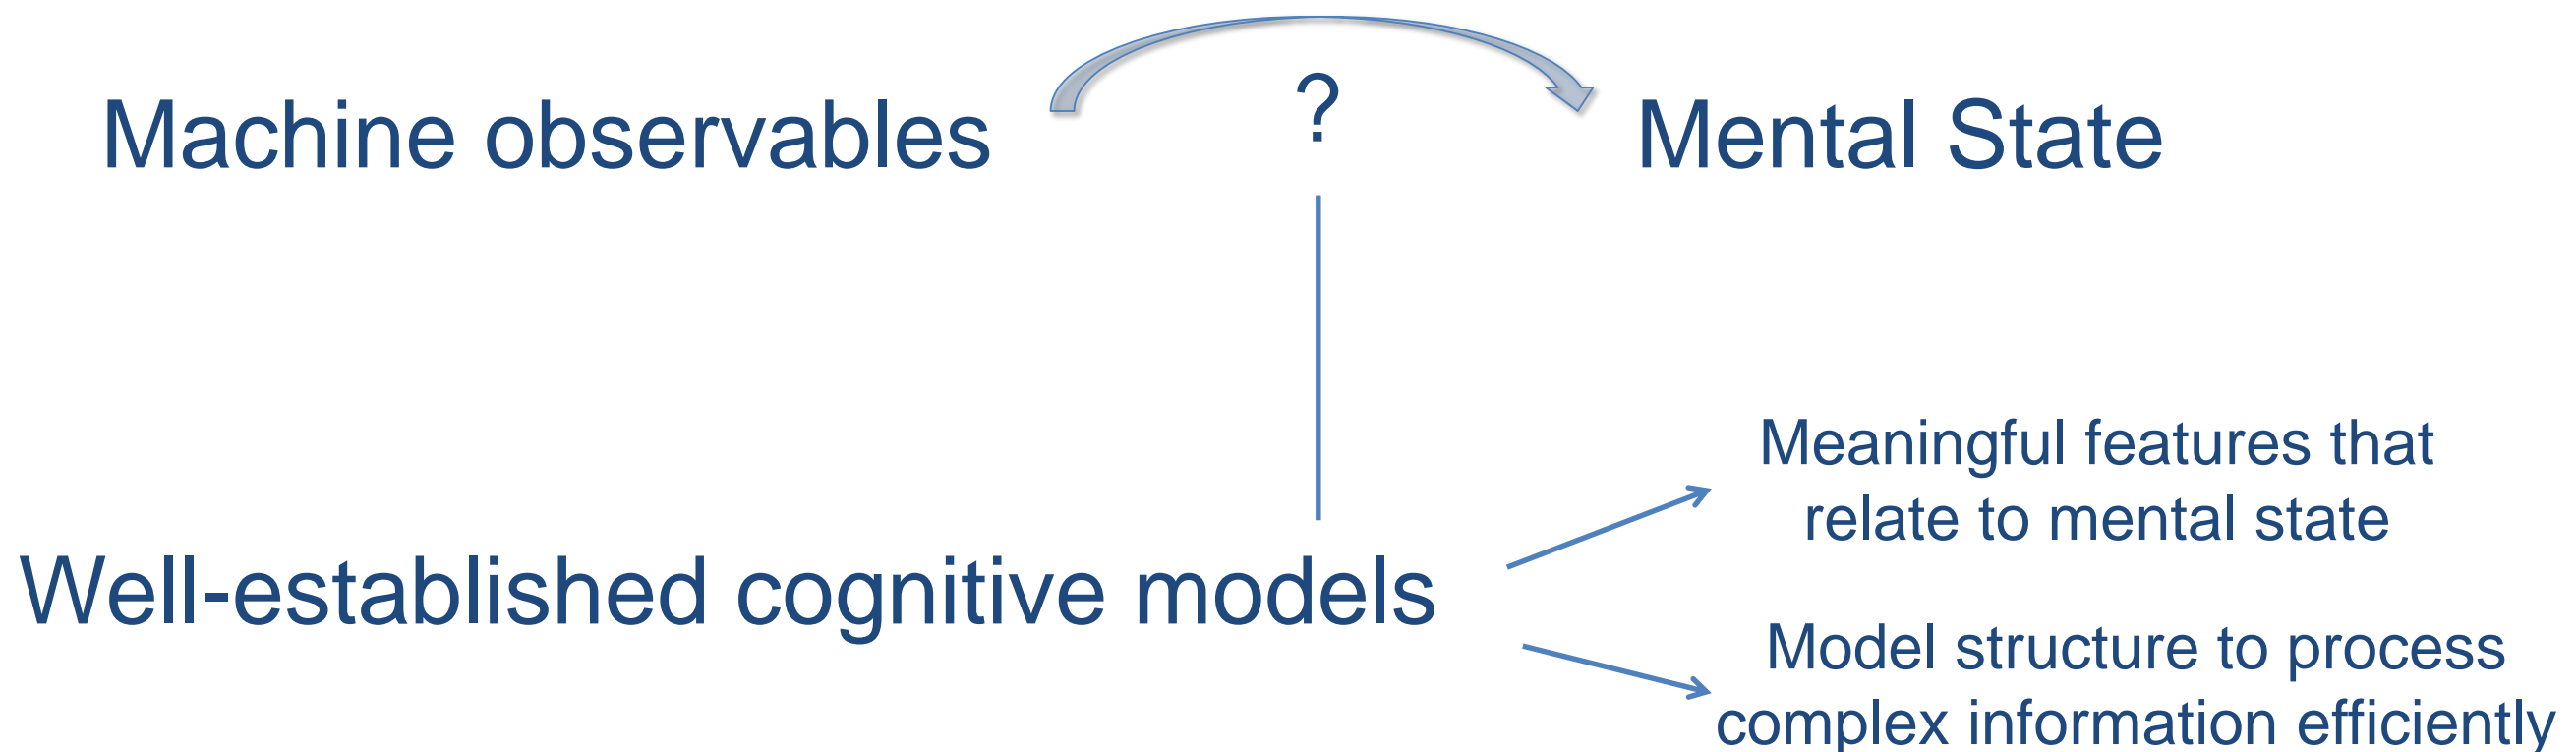 Machine observables
?
Mental State
Well-established cognitive models
Meaningful features that
relate to mental state
Model structure to process
complex information efficiently